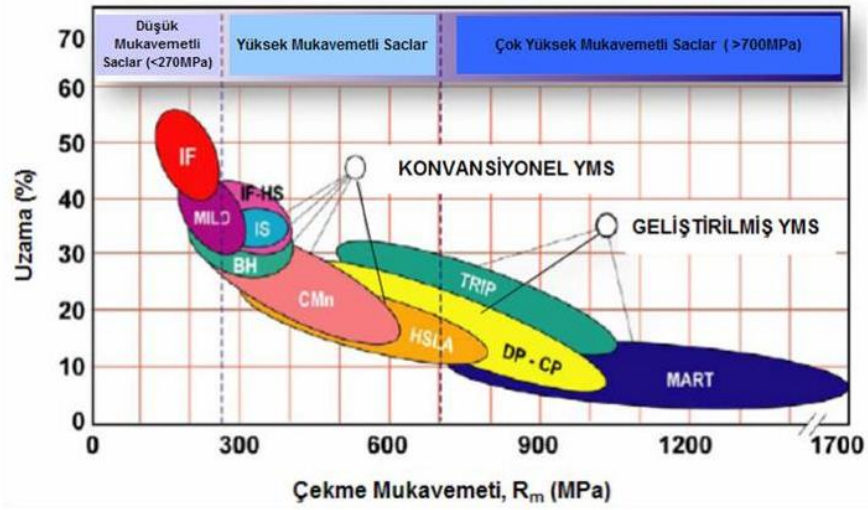 Düşük
Mukavemetli
Saclar (<270MPa)
Yüksek Mukavemetli Saclar
Çok Yüksek Mukavemetli Saclar ( >700MPa)
70
60
50
40
30
20
10
0
Uzama (%)
IF
IF-HS
MILD
IS
BH
CMn
HSLA
TRIP
DP - CP
MART
KONVANSİYONEL YMS
GELİŞTİRİLMİŞ YMS
0 300 600 900 1200 1700
Çekme Mukavemeti, Rm (MPa)